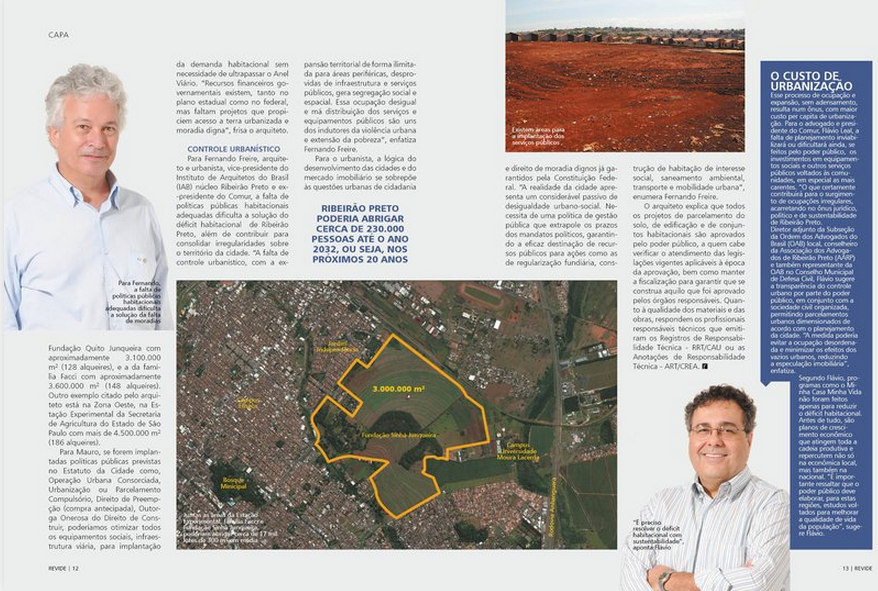 CAPA
da demanda habitacional sem
necessidade de ultrapassar o Anel
Viário. "Recursos financeiros go-
vernamentais existem, tanto no
plano estadual como no federal,
mas faltam projetos que propi-
ciem acesso a terra urbanizada e
moradia digna", frisa o arquiteto.
CONTROLE URBANÍSTICO
Para Fernando Freire, arquite-
to e urbanista, vice-presidente do
Instituto de Arquitetos do Brasil
(IAB) núcleo Ribeirão Preto e ex-
-presidente do Comur, a falta de
políticas públicas habitacionais
adequadas dificulta a solução do
déficit habitacional de Ribeirão
Preto, além de contribuir para
consolidar irregularidades sobre
o território da cidade. "A falta de
controle urbanístico, com a ex-
pansão territorial de forma ilimita-
da para áreas periféricas, despro-
vidas de infraestrutura e serviços
públicos, gera segregação social e
espacial. Essa ocupação desigual
e má distribuição dos serviços e
equipamentos públicos são uns
dos indutores da violência urbana
e extensão da pobreza", enfatiza
Fernando Freire.
Para o urbanista, a lógica do
desenvolvimento das cidades e do
mercado imobiliário se sobrepõe
às questões urbanas de cidadania
RIBEIRÃO PRETO
PODERIA ABRIGAR
CERCA DE 230.000
PESSOAS ATÉ O ANO
2032, OU SEJA, NOS
PRÓXIMOS 20 ANOS
Para Fernando,
a falta de
políticas públicas
habitacionais
adequadas dificulta
a solução da falta
de moradias
Fundação Quito Junqueira com
aproximadamente 3.100.000
m² (128 alqueires), e a da famí-
lia Facci com aproximadamente
3.600.000 m² (148 alqueires).
Outro exemplo citado pelo arqui-
teto está na Zona Oeste, na Es-
tação Experimental da Secretaria
de Agricultura do Estado de São
Paulo com mais de 4.500.000 m²
(186 alqueires).
Para Mauro, se forem implan-
tadas políticas públicas previstas
no Estatuto da Cidade como,
Operação Urbana Consorciada,
Urbanização ou Parcelamento
Compulsório, Direito de Preemp-
ção (compra antecipada), Outor-
ga Onerosa do Direito de Cons-
truir, poderíamos otimizar todos
os equipamentos sociais, infraes-
trutura viária, para implantação
Existem áreas para
a implantação dos
serviços públicos
e direito de moradia dignos já ga-
rantidos pela Constituição Fede-
ral. "A realidade da cidade apre-
senta um considerável passivo de
desigualdade urbano-social. Ne-
cessita de uma política de gestão
pública que extrapole os prazos
dos mandatos políticos, garantin-
do a eficaz destinação de recur-
sos públicos para ações como as
de regularização fundiária, cons-
trução de habitação de interesse
social, saneamento ambiental,
transporte e mobilidade urbana",
enumera Fernando Freire.
O arquiteto explica que todos
os projetos de parcelamento do
solo, de edificação e de conjun-
tos habitacionais são aprovados
pelo poder público, a quem cabe
verificar o atendimento das legis-
lações vigentes aplicáveis à época
da aprovação, bem como manter
a fiscalização para garantir que se
construa aquilo que foi aprovado
pelos órgãos responsáveis. Quan-
to à qualidade dos materiais e das
obras, respondem os profissionais
responsáveis técnicos que emiti-
ram os Registros de Responsabi-
lidade Técnica - RRT/CAU ou as
Anotações de Responsabilidade
Técnica - ART/CREA.
Jardim
Independência
3.000.000 m²
Fundação Sinhá Junqueira
Campus
Universidade
Moura Lacerda
Bosque
Municipal
O CUSTO DE
URBANIZAÇÃO
Esse processo de ocupação e
expansão, sem adensamento,
resulta num ônus, com maior
custo per capita de urbaniza-
ção. Para o advogado e presi-
dente do Comur, Flávio Leal, a
falta de planejamento inviabi-
lizará ou dificultará ainda, se
feitos pelo poder público, os
investimentos em equipamen-
tos sociais e outros serviços
públicos voltados às comu-
nidades, em especial as mais
carentes. "O que certamente
contribuirá para o surgimen-
to de ocupações irregulares,
acarretando no ônus jurídico,
político e de sustentabilidade
de Ribeirão Preto.
Diretor adjunto da Subseção
da Ordem dos Advogados do
Brasil (OAB) local, conselheiro
da Associação dos Advoga-
dos de Ribeirão Preto (AARP)
e também representante da
OAB no Conselho Municipal
de Defesa Civil, Flávio sugere
a transparência do controle
urbano por parte do poder
público, em conjunto com a
sociedade civil organizada,
permitindo parcelamentos
urbanos dimensionados de
acordo com o planejamento
da cidade. "A medida poderia
evitar a ocupação desordena-
da e minimizar os efeitos dos
vazios urbanos, reduzindo
a especulação imobiliária",
enfatiza.
Segundo Flávio, pro-
gramas como o Mi-
nha Casa Minha Vida
não foram feitos
apenas para reduzir
o déficit habitacional.
Antes de tudo, são
planos de cresci-
mento econômico
que atingem toda a
cadeia produtiva e
repercutem não só
na economia local,
mas também na
nacional. "É impor-
tante ressaltar que o
poder público deve
elaborar, para estas
regiões, estudos vol-
tados para melhorar
a qualidade de vida
da população", suge-
re Flávio.
"É preciso
resolver o déficit
habitacional com
sustentabilidade",
aponta Flávio
REVIDE | 12
13 | REVIDE